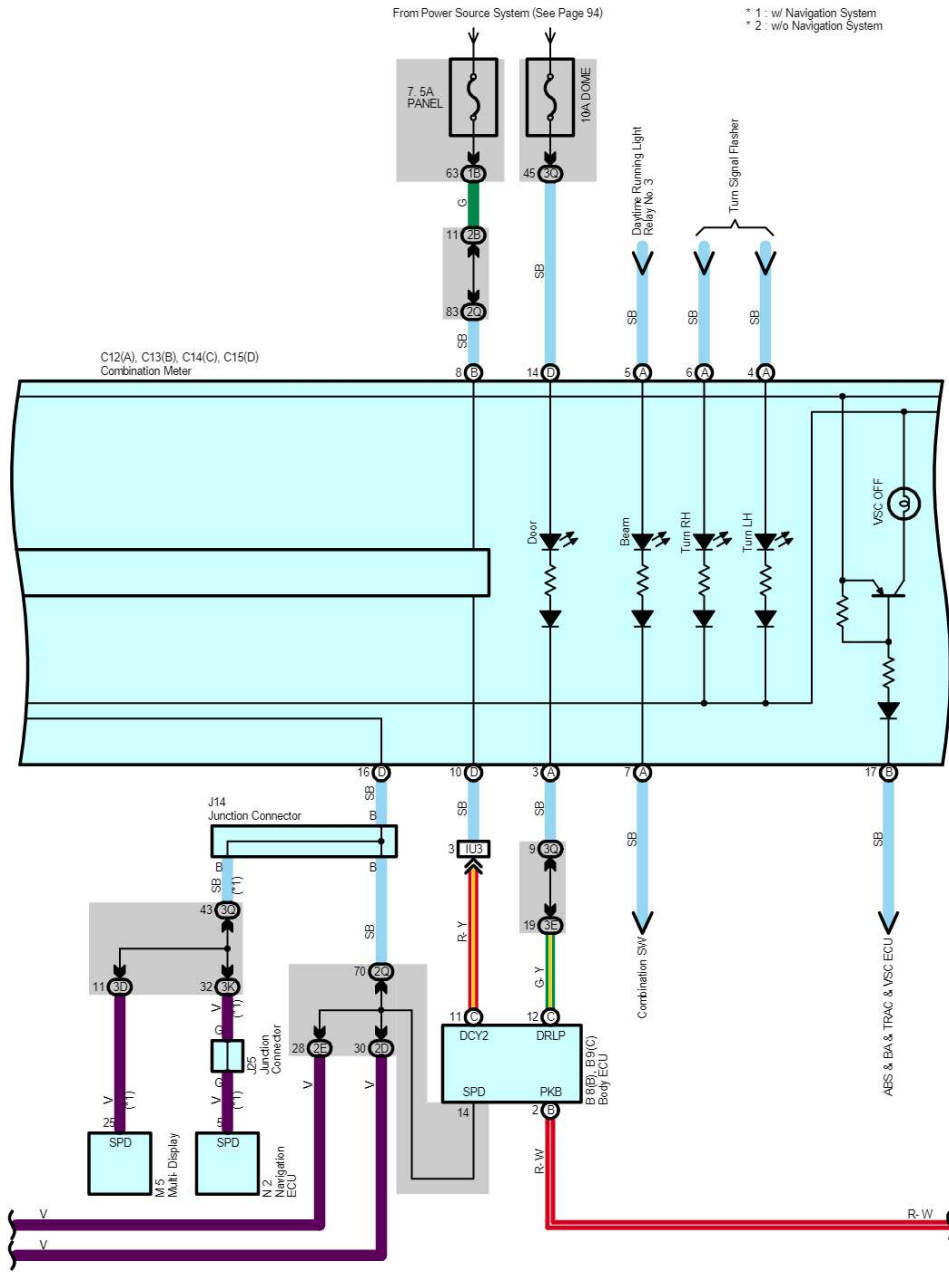 From Power Source System (See Page 94)
* 1 : w/ Navigation System
* 2 : w/o Navigation System
7. 5A
PANEL
10A DOME
63 1B
45 3Q
G
11 2B
83 2Q
SB
SB
Daytime Running Light
Relay No. 3
Turn Signal Flasher
SB
SB
SB
C12(A), C13(B), C14(C), C15(D)
Combination Meter
8 B
14 D
5 A
6 A
4 A
Door
Beam
Turn RH
Turn LH
VSC OFF
16 D
10 D
3 A
7 A
17 B
SB
SB
SB
SB
SB
J14
Junction Connector
B
B
B
SB
(*1)
SB
3 IU3
9 3Q
19 3E
43 3Q
11 3D
32 3K
70 2Q
28 2E
30 2D
R- Y
G- Y
Combination SW
ABS & BA & TRAC & VSC ECU
V
(*1)
G
J25
Junction
Connector
G
V
(*1)
V
(*1)
V
V
11 C
12 C
DCY2
DRLP
SPD
PKB
14
2 B
B 8(B), B 9(C)
Body ECU
25
SPD
M 5
Multi- Display
5
SPD
N 2
Navigation
ECU
R- W
V
V
R- W